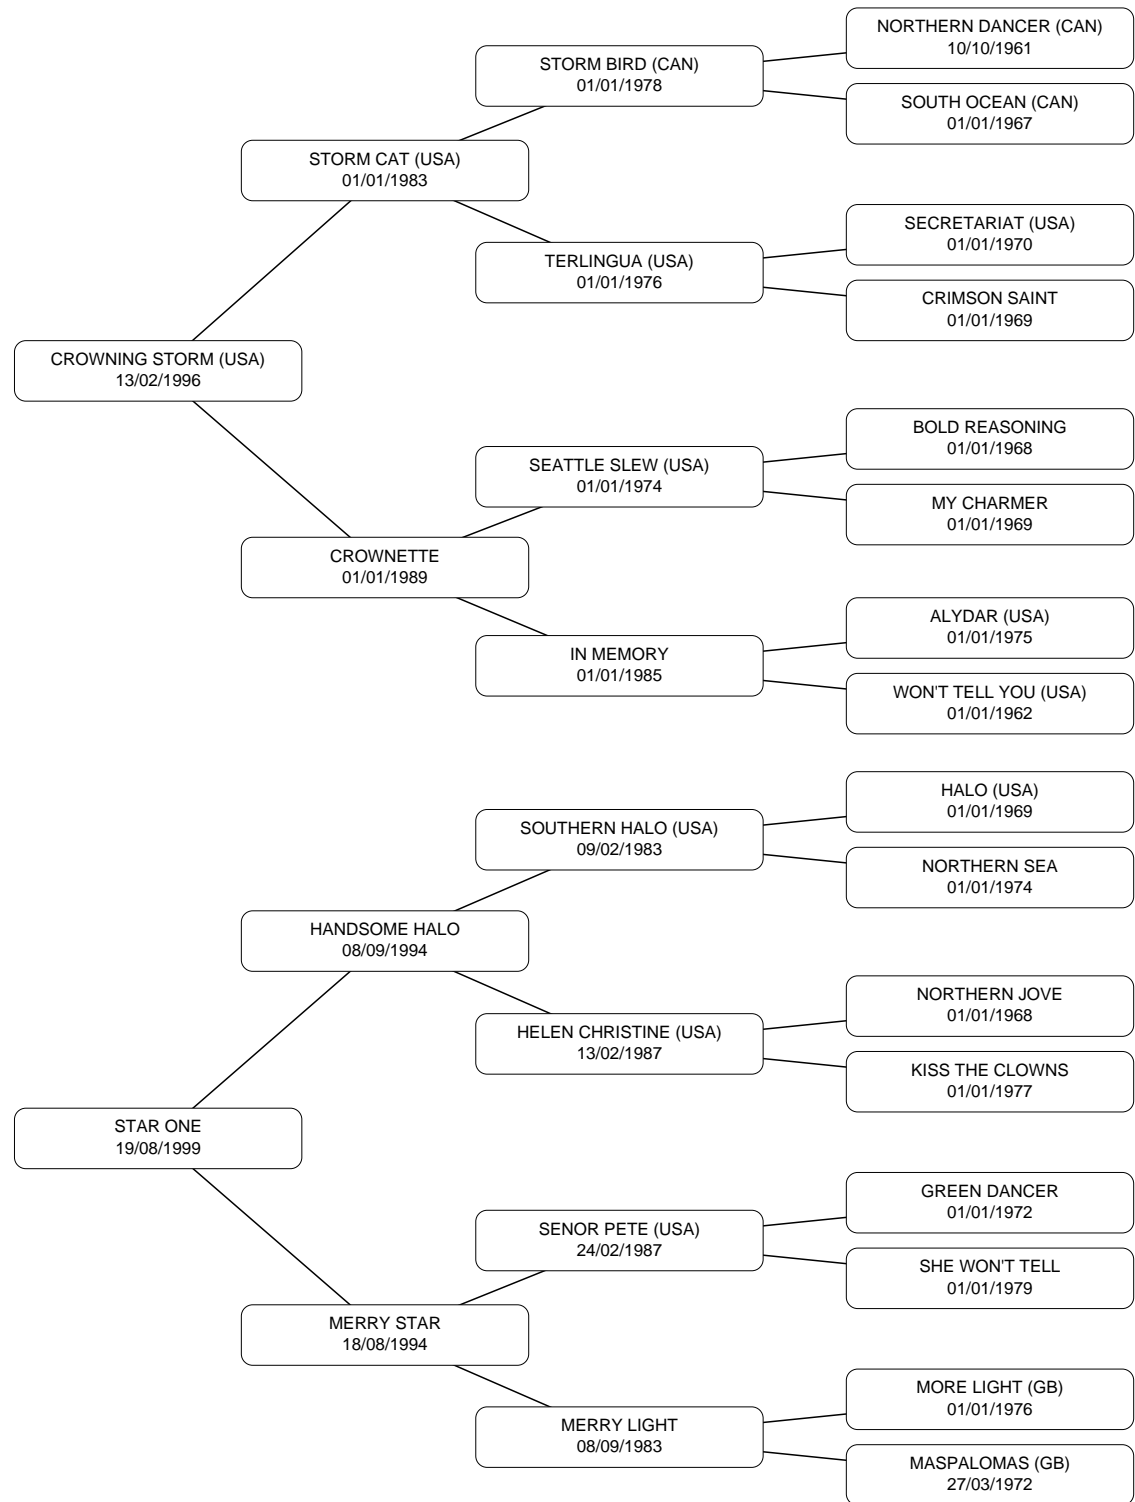 NORTHERN DANCER (CAN)
10/10/1961
STORM BIRD (CAN)
01/01/1978
SOUTH OCEAN (CAN)
01/01/1967
STORM CAT (USA)
01/01/1983
SECRETARIAT (USA)
01/01/1970
TERLINGUA (USA)
01/01/1976
CRIMSON SAINT
01/01/1969
CROWNING STORM (USA)
13/02/1996
BOLD REASONING
01/01/1968
SEATTLE SLEW (USA)
01/01/1974
MY CHARMER
01/01/1969
CROWNETTE
01/01/1989
ALYDAR (USA)
01/01/1975
IN MEMORY
01/01/1985
WON'T TELL YOU (USA)
01/01/1962
HALO (USA)
01/01/1969
SOUTHERN HALO (USA)
09/02/1983
NORTHERN SEA
01/01/1974
HANDSOME HALO
08/09/1994
NORTHERN JOVE
01/01/1968
HELEN CHRISTINE (USA)
13/02/1987
KISS THE CLOWNS
01/01/1977
STAR ONE
19/08/1999
GREEN DANCER
01/01/1972
SENOR PETE (USA)
24/02/1987
SHE WON'T TELL
01/01/1979
MERRY STAR
18/08/1994
MORE LIGHT (GB)
01/01/1976
MERRY LIGHT
08/09/1983
MASPALOMAS (GB)
27/03/1972